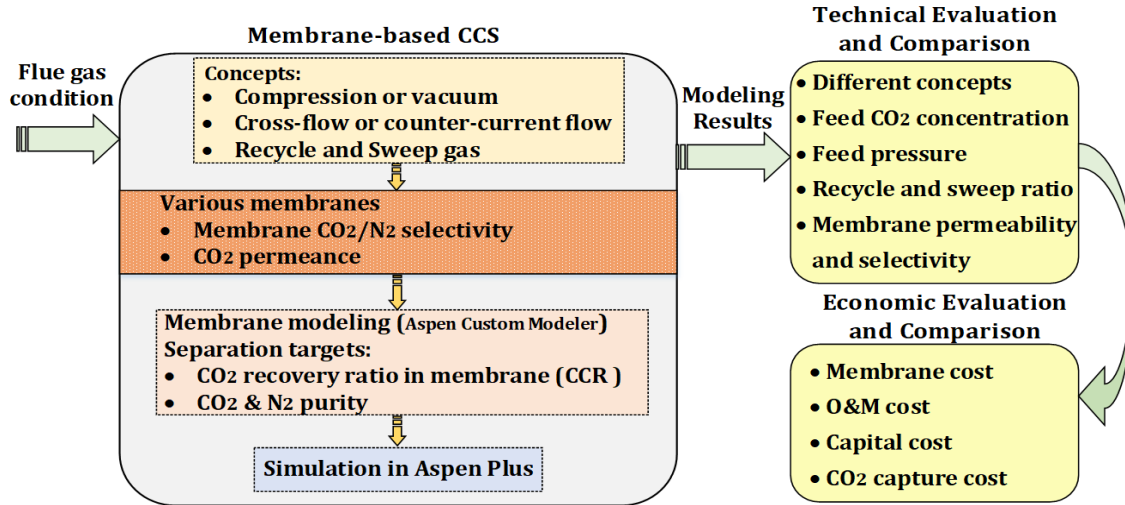 Flue gas
condition
Membrane-based CCS
Concepts:
• Compression or vacuum
• Cross-flow or counter-current flow
• Recycle and Sweep gas
Various membranes
• Membrane CO2/N2 selectivity
• CO2 permeance
Membrane modeling (Aspen Custom Modeler)
Separation targets:
• CO2 recovery ratio in membrane (CCR )
• CO2 & N2 purity
Simulation in Aspen Plus
Modeling
Results
Technical Evaluation
and Comparison
• Different concepts
• Feed CO2 concentration
• Feed pressure
• Recycle and sweep ratio
• Membrane permeability
and selectivity
Economic Evaluation
and Comparison
• Membrane cost
• O&M cost
• Capital cost
• CO2 capture cost